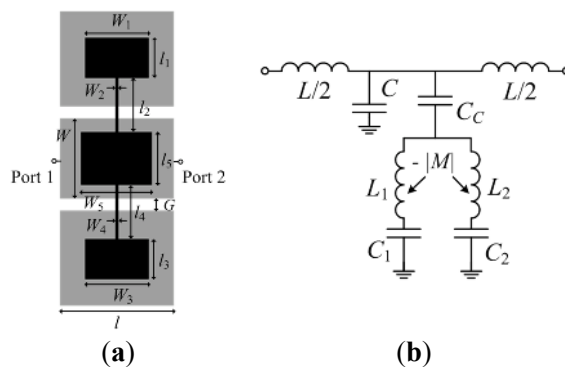 W₁
l₁
W₂
l₂
W
l₅
Port 1
Port 2
W₅
l₄
G
W₄
l₃
W₃
l
(a)
L/2
C
C_C
L/2
- |M|
L₁
L₂
C₁
C₂
(b)